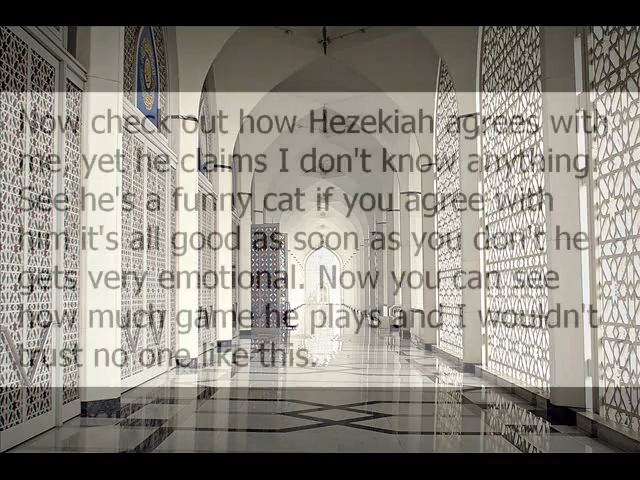 Now check out how Hezekiah agrees with
me, yet he claims I don't know anything.
See he's a funny cat if you agree with
him it's all good as soon as you don't he
gets very emotional. Now you can see
how much game he plays and I wouldn't
trust no one like this.